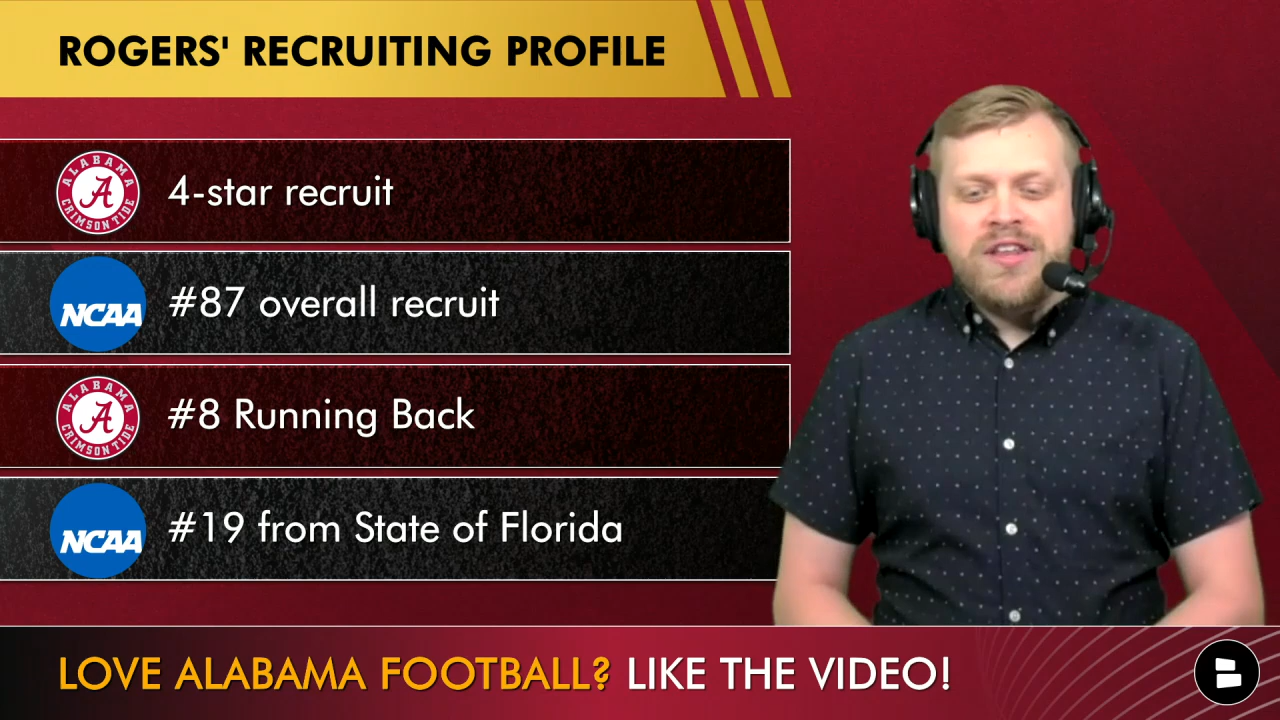 ROGERS' RECRUITING PROFILE
ALABAMA
A
CRIMSON TIDE
4-star recruit
NCAA
#87 overall recruit
ALABAMA
A
CRIMSON TIDE
#8 Running Back
NCAA
#19 from State of Florida
LOVE ALABAMA FOOTBALL? LIKE THE VIDEO!